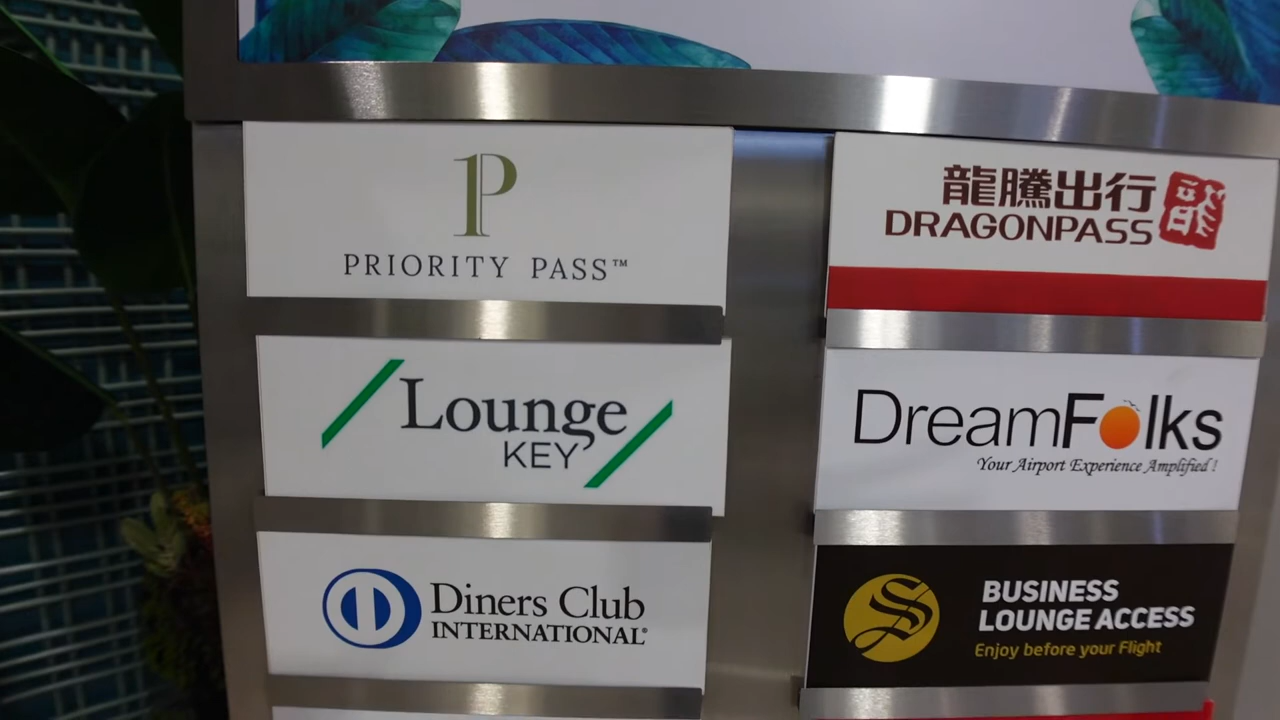 PRIORITY PASS™
Lounge
KEY
Diners Club
INTERNATIONAL®
龍騰出行
DRAGONPASS
DreamFolks
Your Airport Experience Amplified !
BUSINESS
LOUNGE ACCESS
Enjoy before your Flight